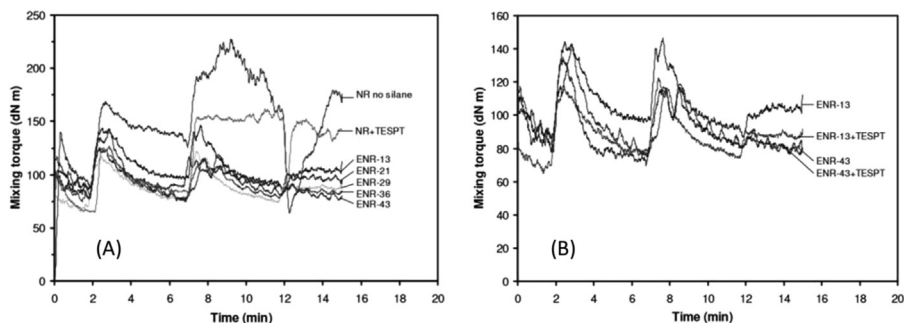 250
200
150
100
50
0
Mixing torque (dN m)
NR no silane
NR+TESPT
ENR-13
ENR-21
ENR-29
ENR-36
ENR-43
(A)
0 2 4 6 8 10 12 14 16 18 20
Time (min)
160
140
120
100
80
60
40
20
0
Mixing torque (dN m)
ENR-13
ENR-13+TESPT
ENR-43
ENR-43+TESPT
(B)
0 2 4 6 8 10 12 14 16 18 20
Time (min)